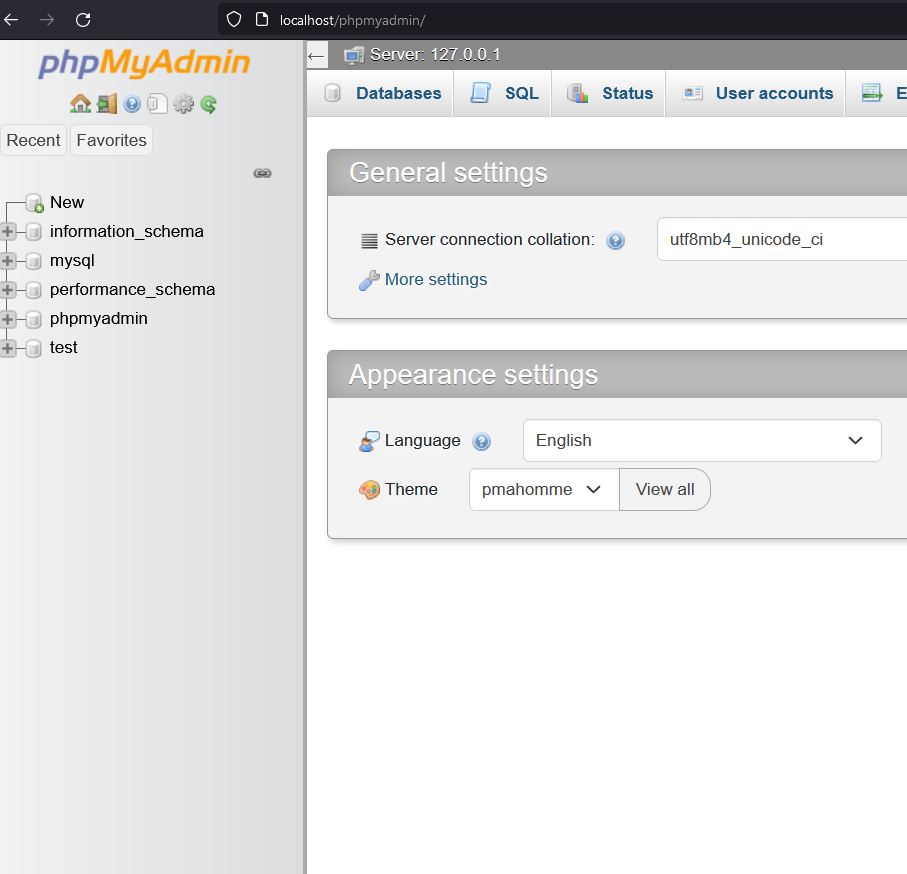 localhost/phpmyadmin/
phpMyAdmin
Recent Favorites
New
information_schema
mysql
performance_schema
phpmyadmin
test
Server: 127.0.0.1
Databases SQL Status User accounts E
General settings
Server connection collation: utf8mb4_unicode_ci
More settings
Appearance settings
Language English
Theme pmahomme View all